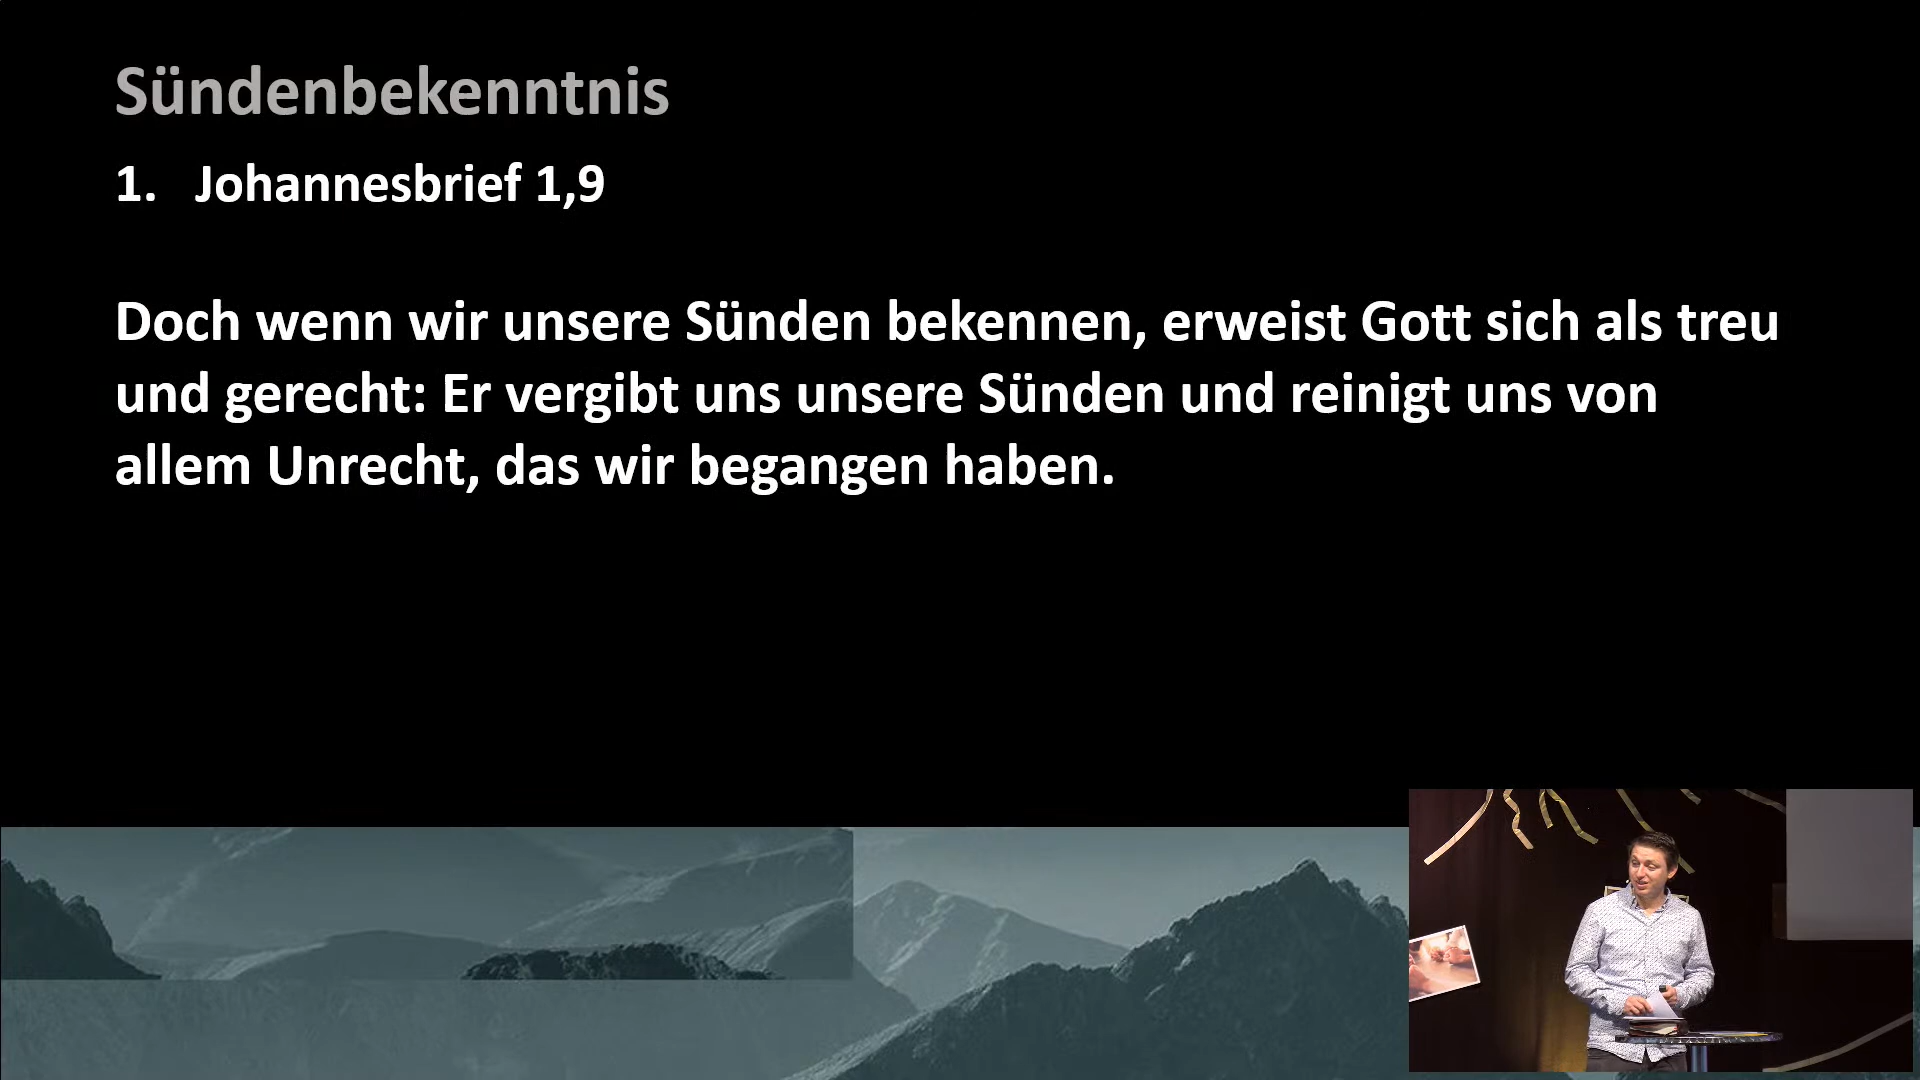 Sündenbekenntnis
1. Johannesbrief 1,9
Doch wenn wir unsere Sünden bekennen, erweist Gott sich als treu
und gerecht: Er vergibt uns unsere Sünden und reinigt uns von
allem Unrecht, das wir begangen haben.